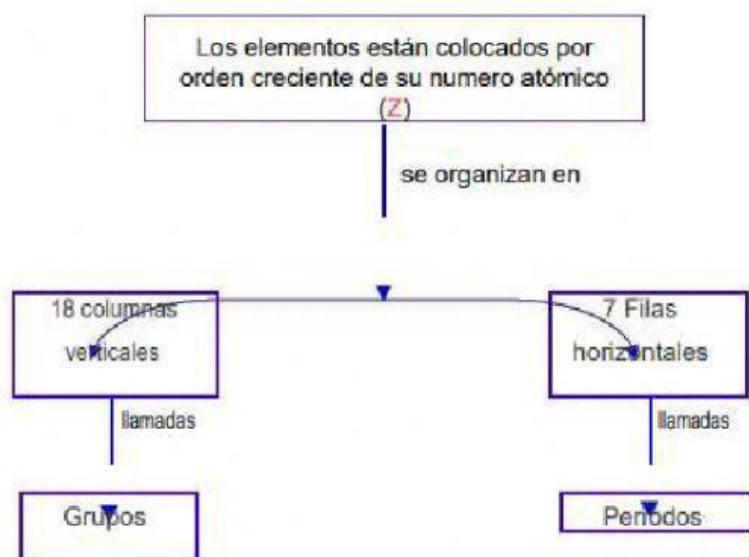 Los elementos están colocados por
orden creciente de su numero atómico
(Z)
se organizan en
18 columnas
verticales
7 Filas
horizontales
llamadas
llamadas
Grupos
Periodos